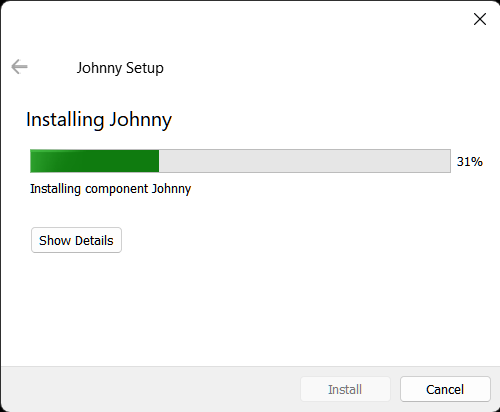 Johnny Setup
Installing Johnny
31%
Installing component Johnny
Show Details
Install
Cancel